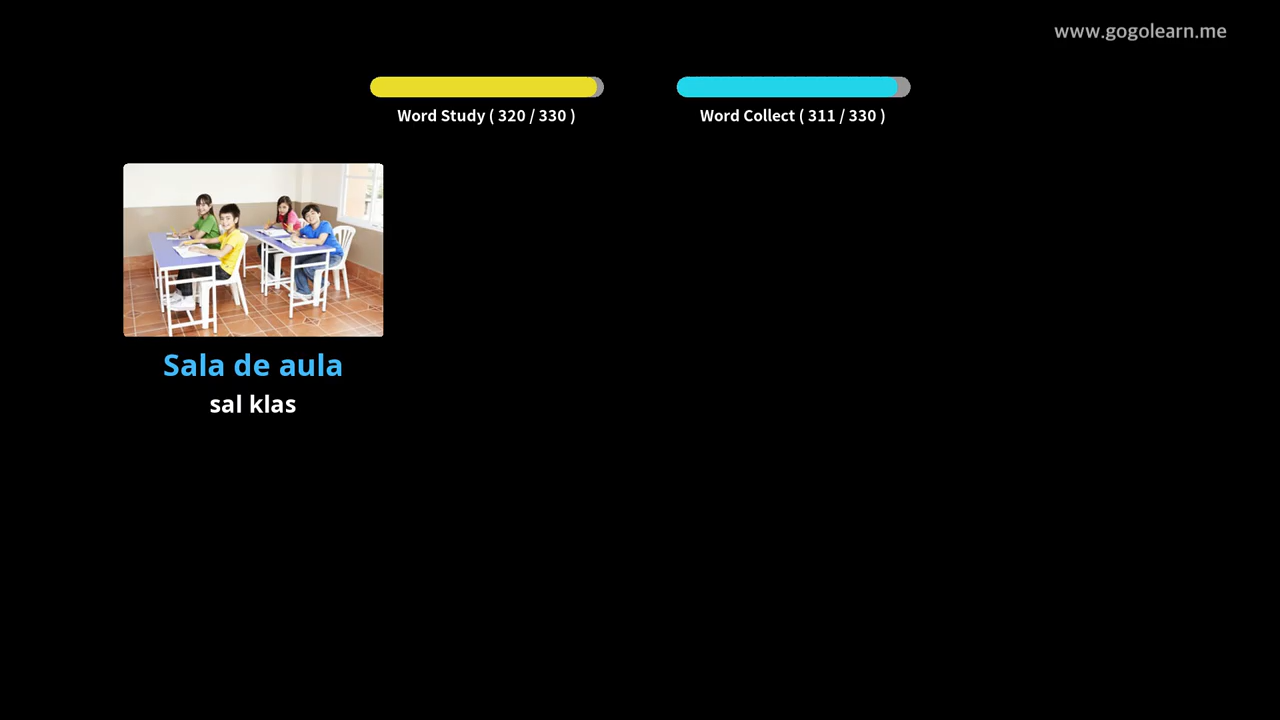 www.gogolearn.me
Word Study ( 320 / 330 )
Word Collect ( 311 / 330 )
Sala de aula
sal klas